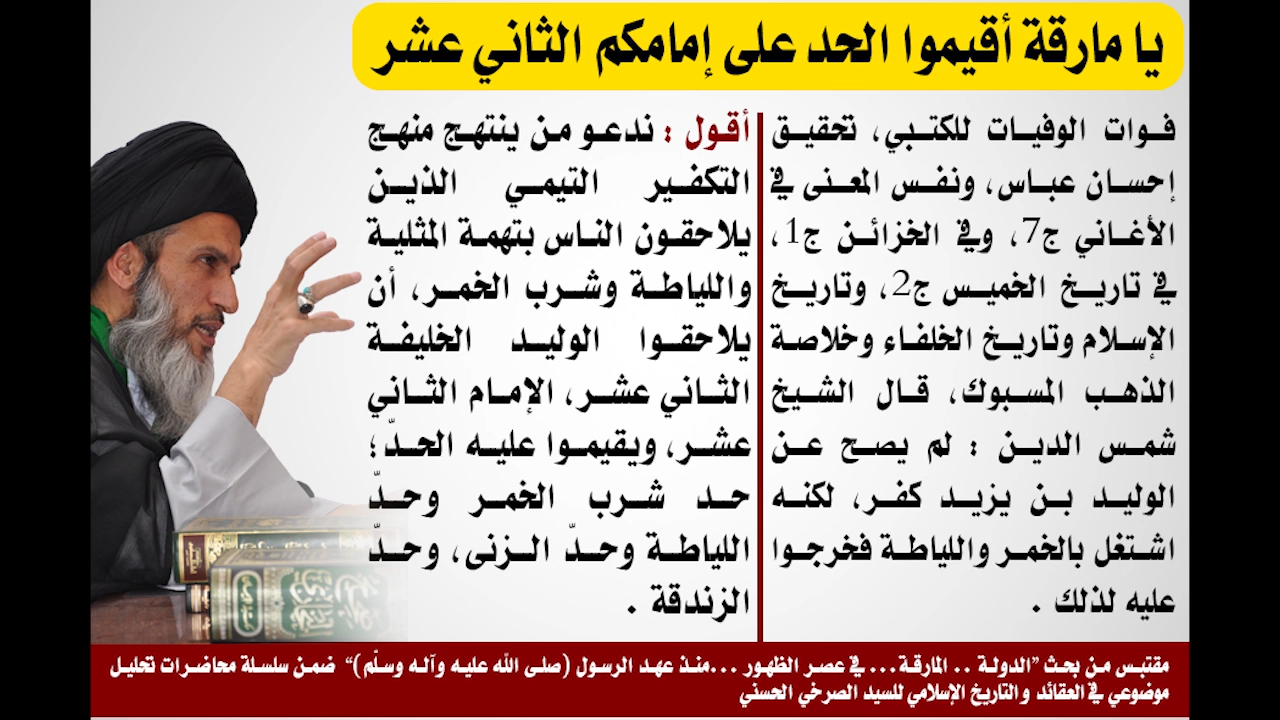 يا مارقة أقيموا الحد على إمامكم الثاني عشر
فوات الوفيات للكتبي، تحقيق
إحسان عباس، ونفس المعنى في
الأغاني ج7، وفي الخزائن ج1،
في تاريخ الخميس ج2، وتاريخ
الإسلام وتاريخ الخلفاء وخلاصة
الذهب المسبوك، قال الشيخ
شمس الدين : لم يصح عن
الوليد بن يزيد كفر، لكنه
اشتغل بالخمر واللياطة فخرجوا
عليه لذلك .
أقول : ندعو من ينتهج منهج
التكفير التيمي الذين
يلاحقون الناس بتهمة المثلية
واللياطة وشرب الخمر، أن
يلاحقوا الوليد الخليفة
الثاني عشر، الإمام الثاني
عشر، ويقيموا عليه الحدّ؛
حد شرب الخمر وحدّ
اللياطة وحدّ الزنى، وحدّ
الزندقة .
مقتبس من بحث "الدولة .. المارقة...في عصر الظهور ...منذ عهد الرسول (صلى الله عليه وآله وسلّم)" ضمن سلسلة محاضرات تحليل
موضوعي في العقائد والتاريخ الإسلامي للسيد الصرخي الحسني